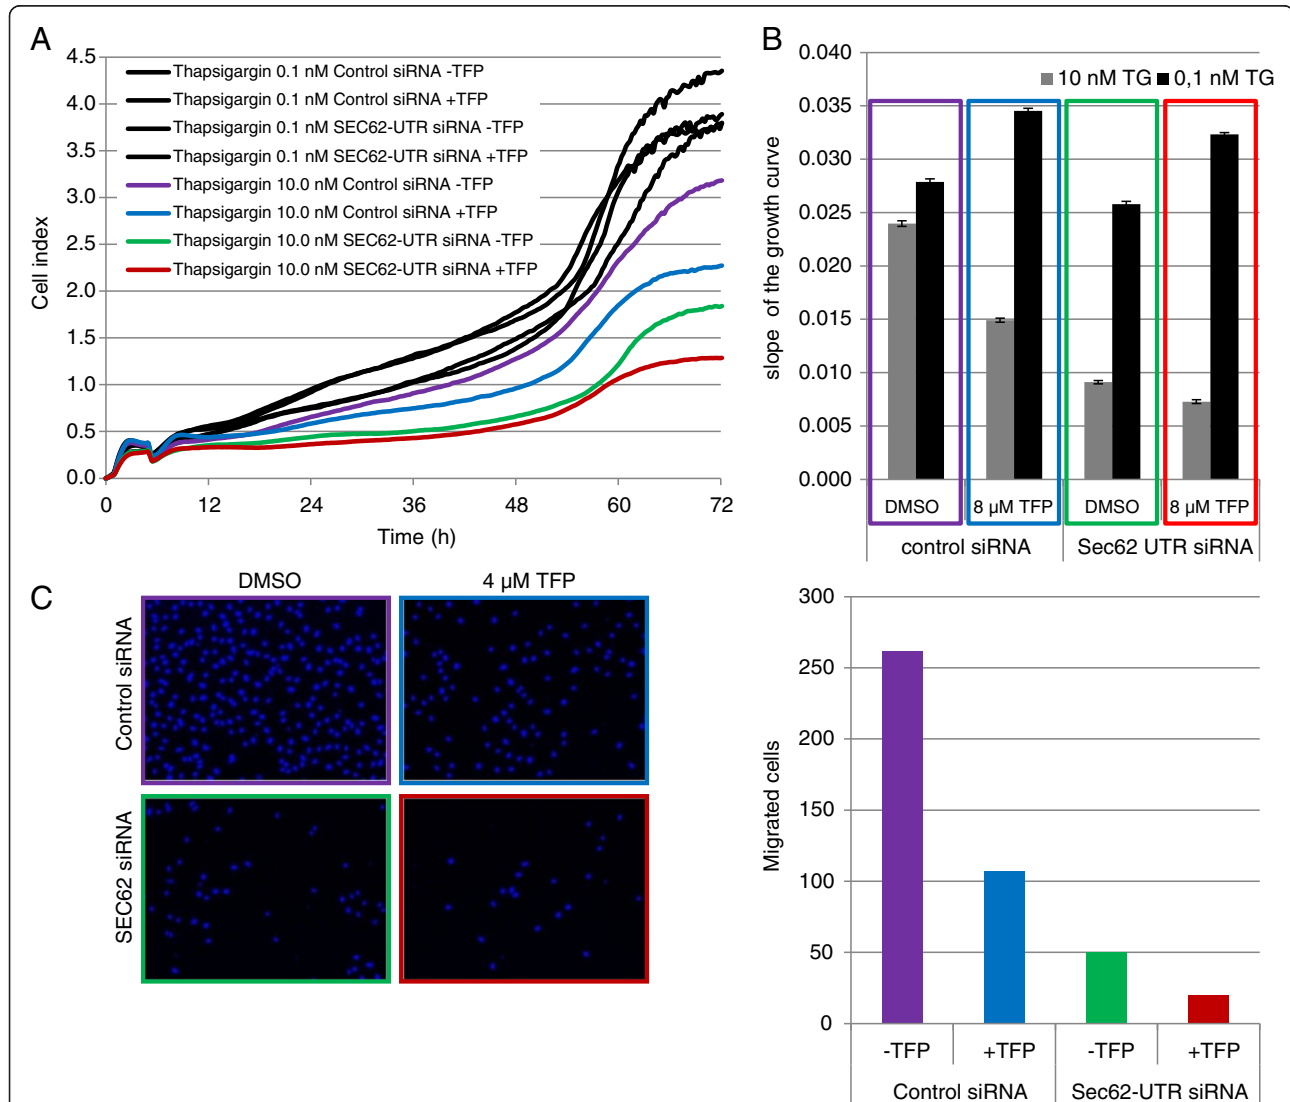 A
4.5
4.0
3.5
3.0
2.5
2.0
1.5
1.0
0.5
0.0
Cell index
Thapsigargin 0.1 nM Control siRNA -TFP
Thapsigargin 0.1 nM Control siRNA +TFP
Thapsigargin 0.1 nM SEC62-UTR siRNA -TFP
Thapsigargin 0.1 nM SEC62-UTR siRNA +TFP
Thapsigargin 10.0 nM Control siRNA -TFP
Thapsigargin 10.0 nM Control siRNA +TFP
Thapsigargin 10.0 nM SEC62-UTR siRNA -TFP
Thapsigargin 10.0 nM SEC62-UTR siRNA +TFP
0 12 24 36 48 60 72
Time (h)
B
0.040
0.035
0.030
0.025
0.020
0.015
0.010
0.005
0.000
slope of the growth curve
10 nM TG 0,1 nM TG
DMSO 8 µM TFP DMSO 8 µM TFP
control siRNA Sec62 UTR siRNA
C
DMSO 4 µM TFP
Control siRNA
SEC62 siRNA
300
250
200
150
100
50
0
Migrated cells
-TFP +TFP -TFP +TFP
Control siRNA Sec62-UTR siRNA